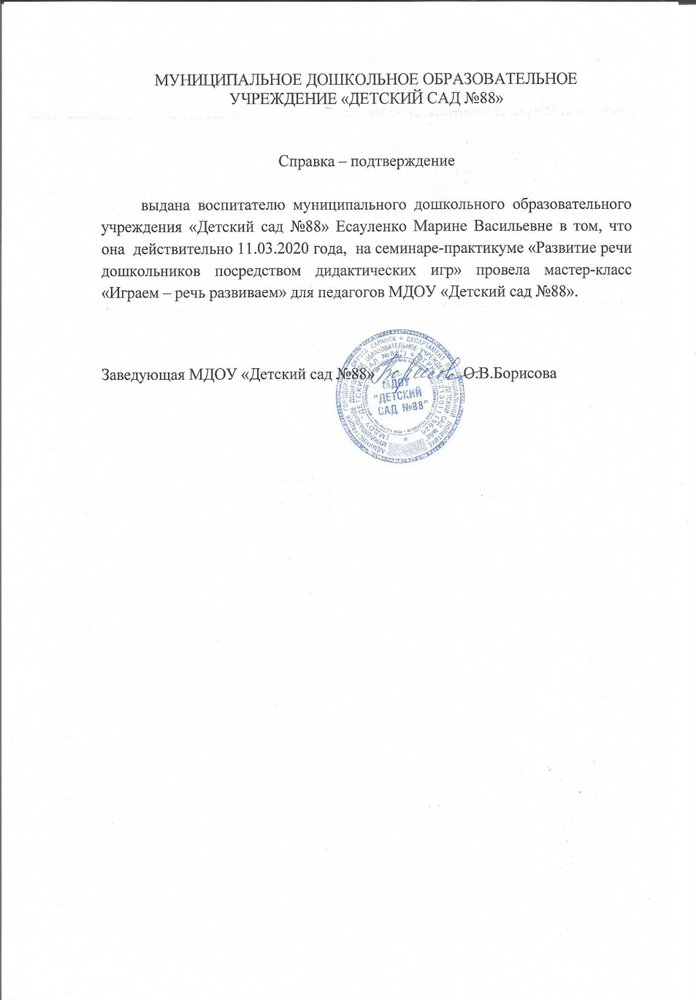 МУНИЦИПАЛЬНОЕ ДОШКОЛЬНОЕ ОБРАЗОВАТЕЛЬНОЕ
УЧРЕЖДЕНИЕ «ДЕТСКИЙ САД №88»
Справка – подтверждение
выдана воспитателю муниципального дошкольного образовательного
учреждения «Детский сад №88» Есауленко Марине Васильевне в том, что
она действительно 11.03.2020 года, на семинаре-практикуме «Развитие речи
дошкольников посредством дидактических игр» провела мастер-класс
«Играем – речь развиваем» для педагогов МДОУ «Детский сад №88».
Заведующая МДОУ «Детский сад №88» О.В.Борисова
МДОУ
"ДЕТСКИЙ
САД №88"